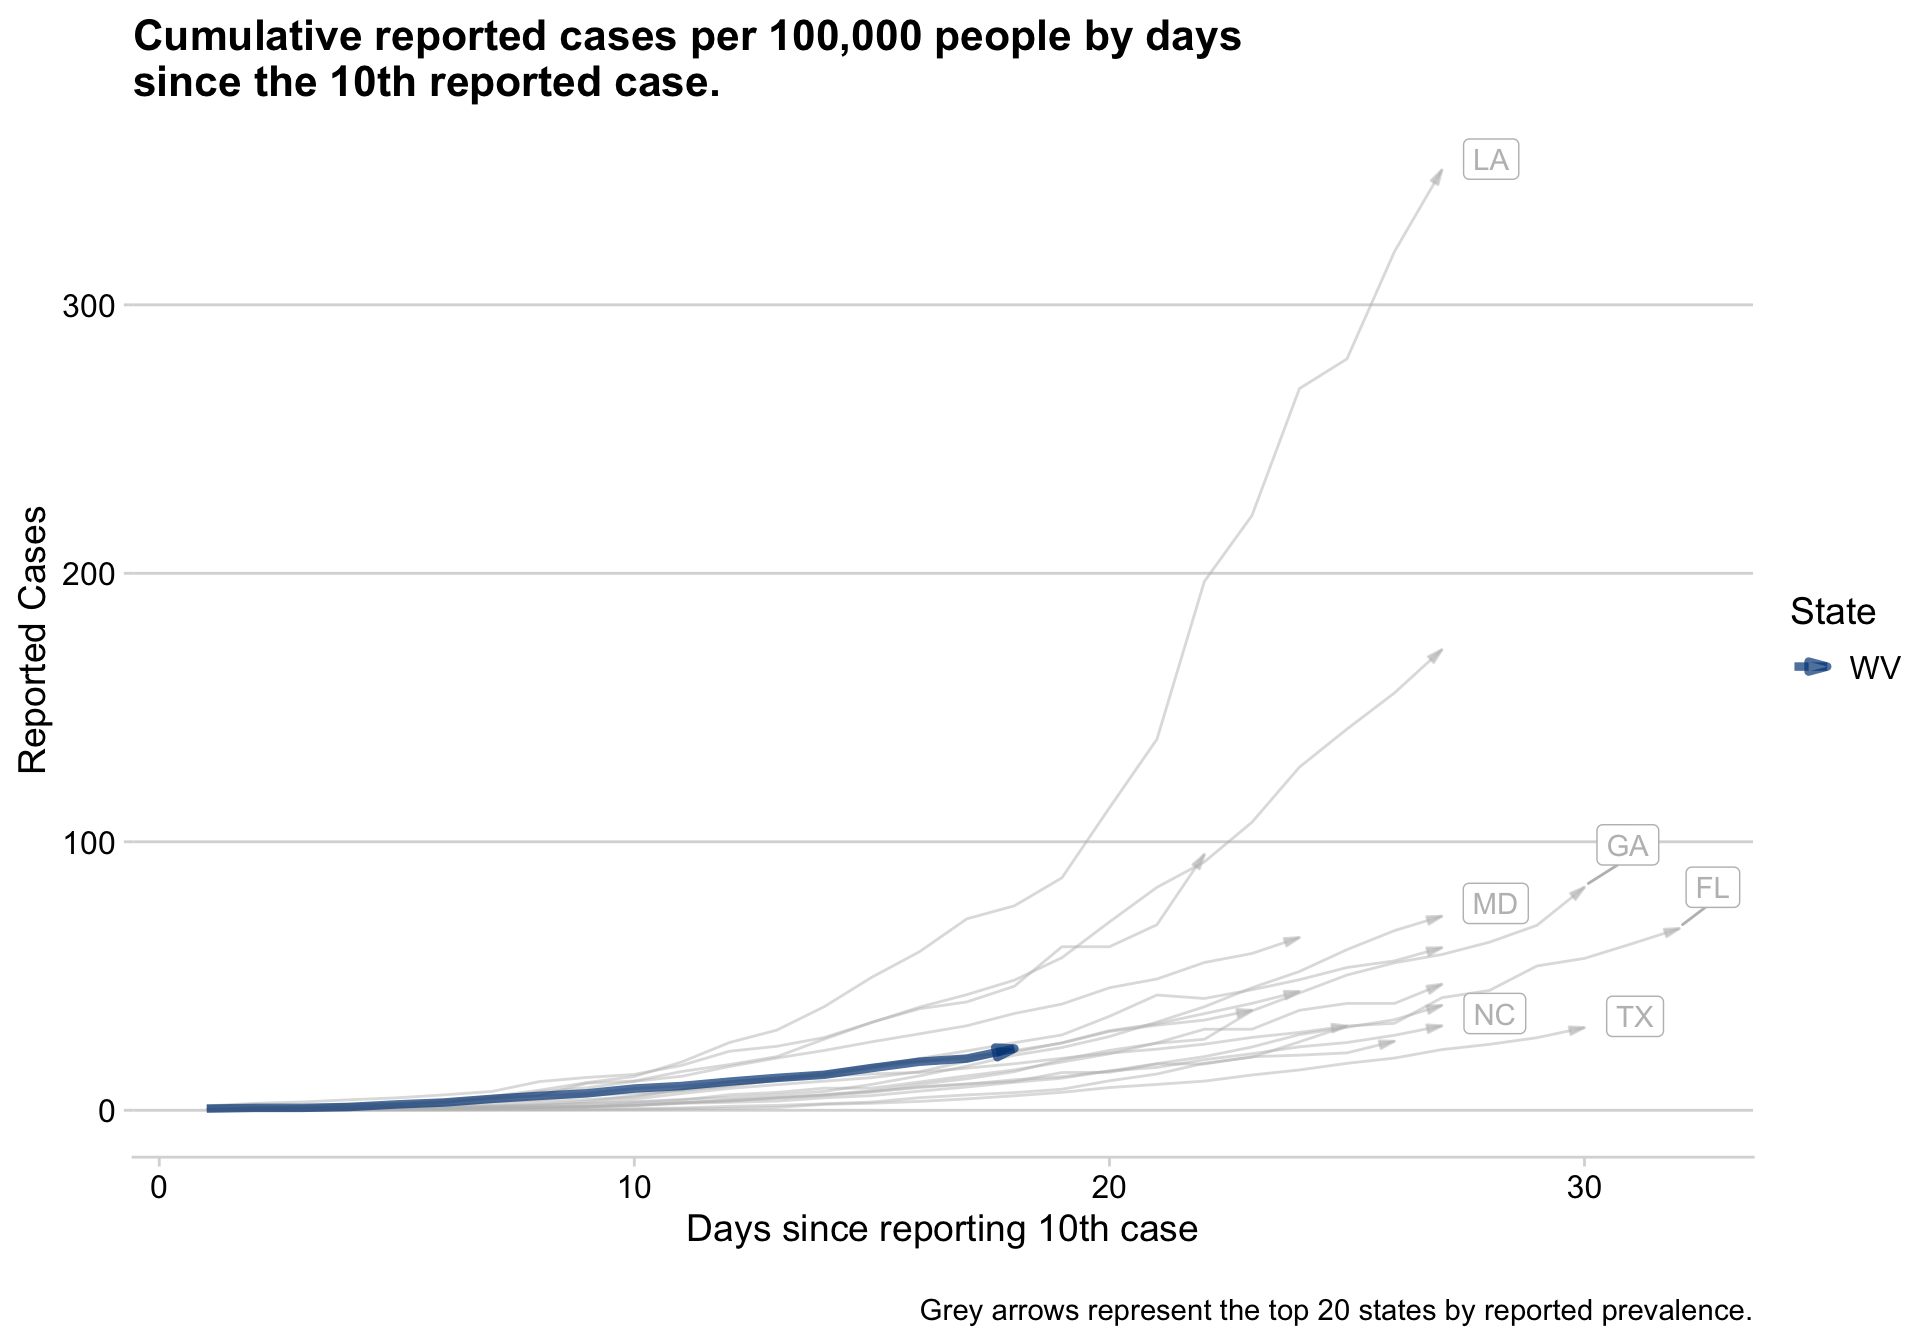 Cumulative reported cases per 100,000 people by days
since the 10th reported case.
LA
300
200
100
0
Reported Cases
GA
FL
MD
NC
TX
State
WV
0
10
20
30
Days since reporting 10th case
Grey arrows represent the top 20 states by reported prevalence.